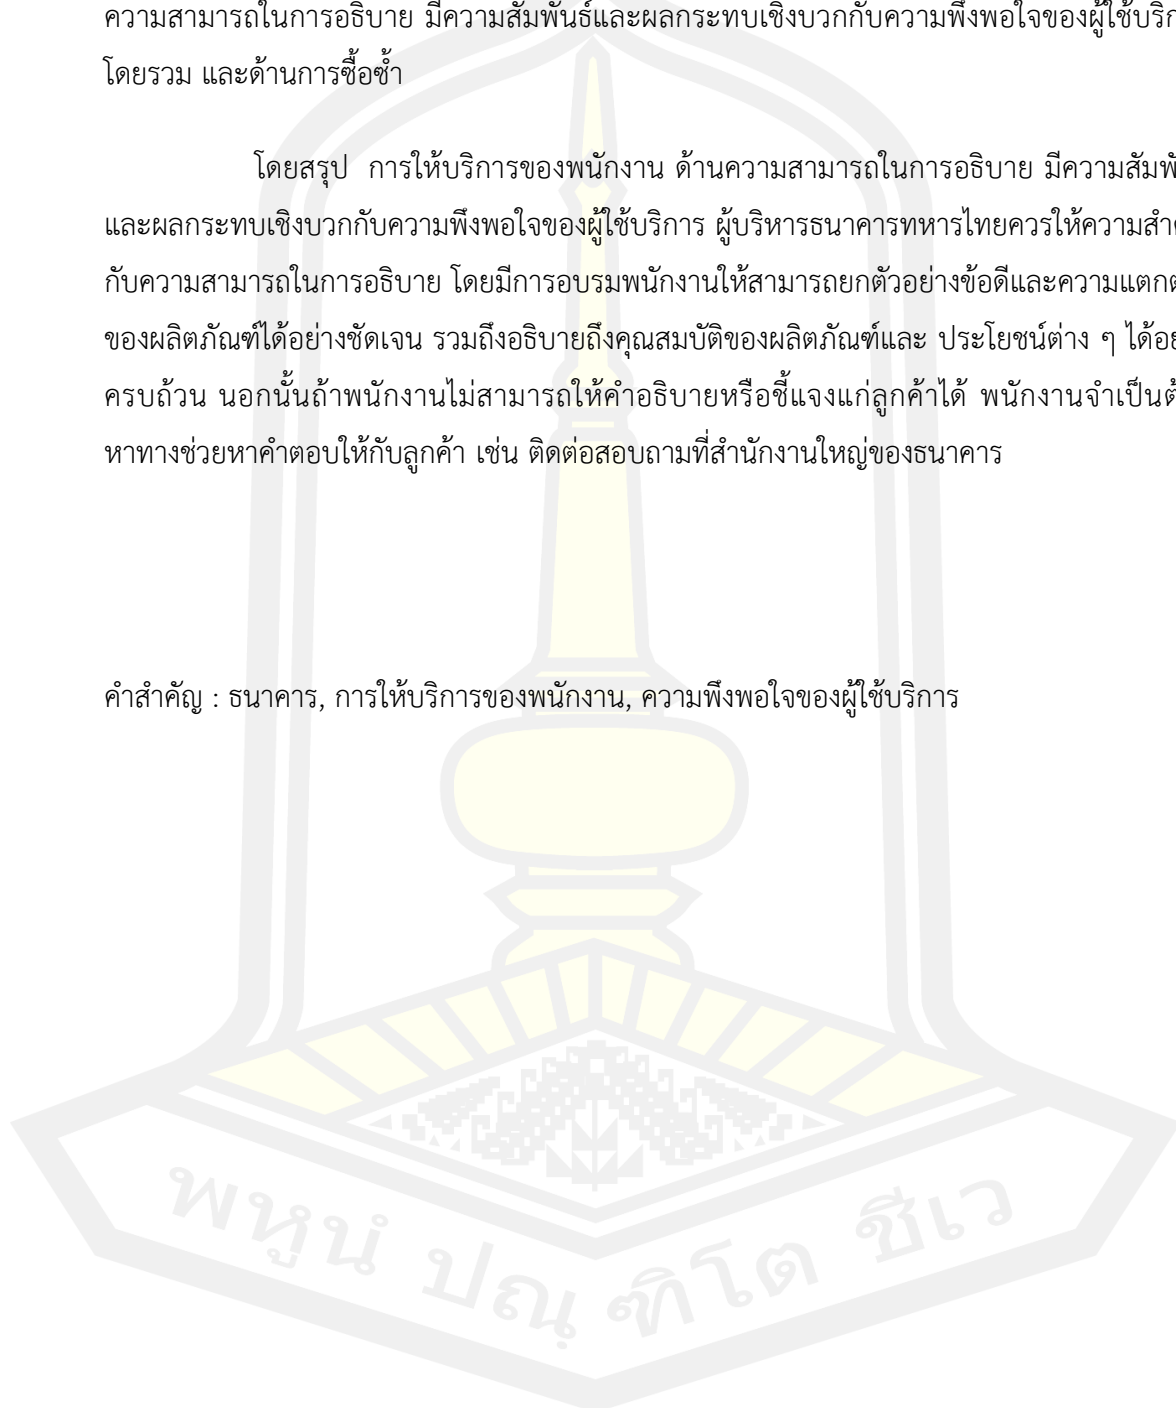 ความสามารถในการอธิบาย มีความสัมพันธ์และผลกระทบเชิงบวกกับความพึงพอใจของผู้ใช้บริก
โดยรวม และด้านการซื้อซ้ำ
โดยสรุป การให้บริการของพนักงาน ด้านความสามารถในการอธิบาย มีความสัมพั
และผลกระทบเชิงบวกกับความพึงพอใจของผู้ใช้บริการ ผู้บริหารธนาคารทหารไทยควรให้ความสำค
กับความสามารถในการอธิบาย โดยมีการอบรมพนักงานให้สามารถยกตัวอย่างข้อดีและความแตกต
ของผลิตภัณฑ์ได้อย่างชัดเจน รวมถึงอธิบายถึงคุณสมบัติของผลิตภัณฑ์และ ประโยชน์ต่าง ๆ ได้อย
ครบถ้วน นอกนั้นถ้าพนักงานไม่สามารถให้คำอธิบายหรือชี้แจงแก่ลูกค้าได้ พนักงานจำเป็นต้
หาทางช่วยหาคำตอบให้กับลูกค้า เช่น ติดต่อสอบถามที่สำนักงานใหญ่ของธนาคาร
คำสำคัญ : ธนาคาร, การให้บริการของพนักงาน, ความพึงพอใจของผู้ใช้บริการ
พหูนํ ปณฺฑิโต ชีเว